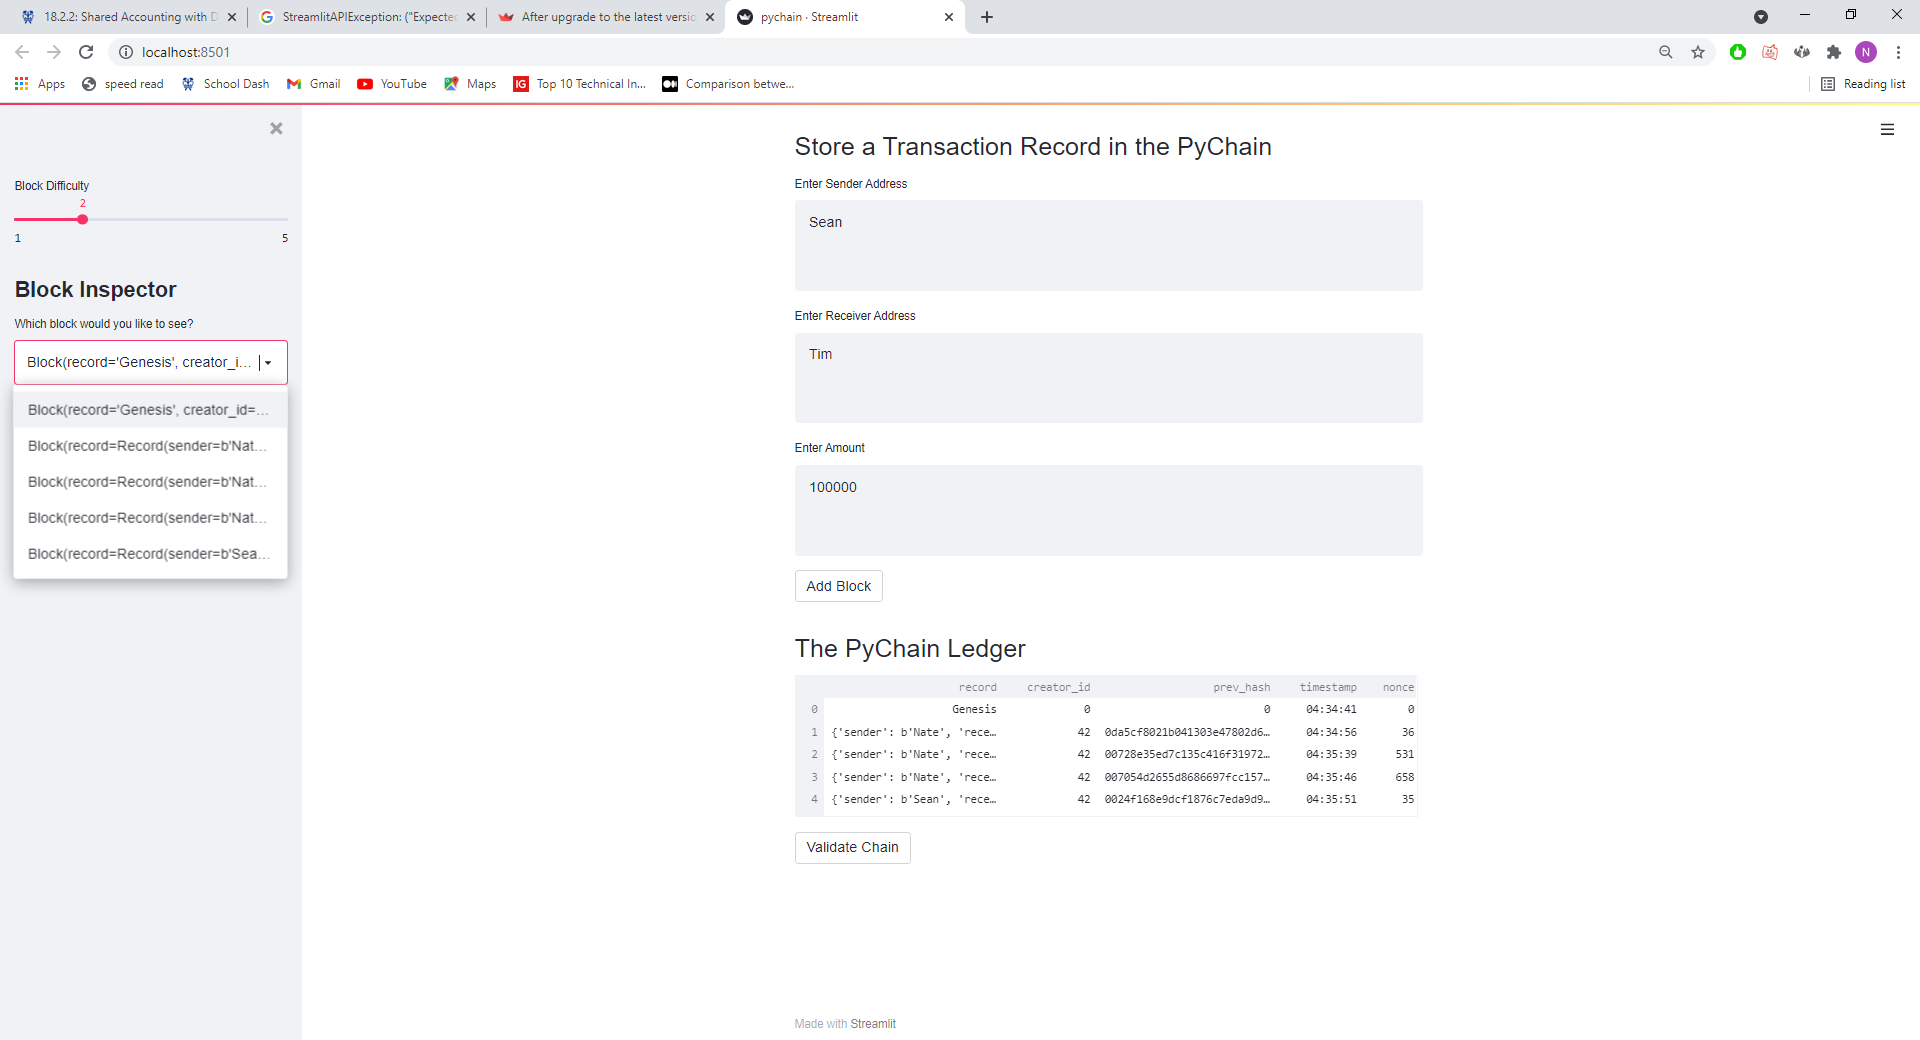 18.2.2: Shared Accounting with D
StreamlitAPIException: ("Expected
After upgrade to the latest versio
pychain · Streamlit
localhost:8501
N
Apps
speed read
School Dash
Gmail
YouTube
Maps
IG
Top 10 Technical In...
Comparison betwe...
Reading list
Block Difficulty
2
1
5
Block Inspector
Which block would you like to see?
Block(record='Genesis', creator_i...
Block(record='Genesis', creator_id=...
Block(record=Record(sender=b'Nat...
Block(record=Record(sender=b'Nat...
Block(record=Record(sender=b'Nat...
Block(record=Record(sender=b'Sea...
Store a Transaction Record in the PyChain
Enter Sender Address
Sean
Enter Receiver Address
Tim
Enter Amount
100000
Add Block
The PyChain Ledger
record creator_id prev_hash timestamp nonce
0 Genesis 0 0 04:34:41 0
1 {'sender': b'Nate', 'rece… 42 0da5cf8021b041303e47802d6… 04:34:56 36
2 {'sender': b'Nate', 'rece… 42 00728e35ed7c135c416f31972… 04:35:39 531
3 {'sender': b'Nate', 'rece… 42 007054d2655d8686697fcc157… 04:35:46 658
4 {'sender': b'Sean', 'rece… 42 0024f168e9dcf1876c7eda9d9… 04:35:51 35
Validate Chain
Made with Streamlit